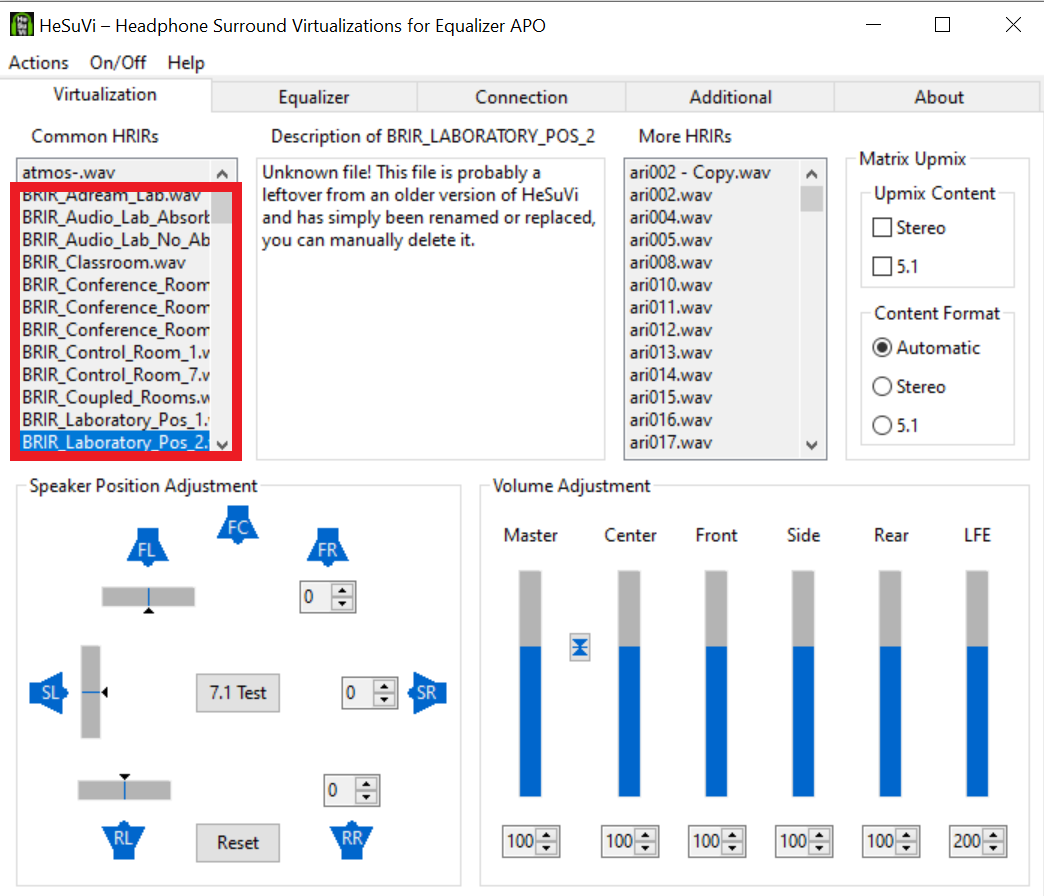 HeSuVi – Headphone Surround Virtualizations for Equalizer APO
Actions On/Off Help
Virtualization Equalizer Connection Additional About
Common HRIRs
atmos-.wav
BRIR_Adream_Lab.wav
BRIR_Audio_Lab_Absorb
BRIR_Audio_Lab_No_Ab
BRIR_Classroom.wav
BRIR_Conference_Room
BRIR_Conference_Room
BRIR_Conference_Room
BRIR_Control_Room_1.w
BRIR_Control_Room_7.w
BRIR_Coupled_Rooms.w
BRIR_Laboratory_Pos_1.
BRIR_Laboratory_Pos_2.
Description of BRIR_LABORATORY_POS_2
Unknown file! This file is probably a
leftover from an older version of HeSuVi
and has simply been renamed or replaced,
you can manually delete it.
More HRIRs
ari002 - Copy.wav
ari002.wav
ari004.wav
ari005.wav
ari008.wav
ari010.wav
ari011.wav
ari012.wav
ari013.wav
ari014.wav
ari015.wav
ari016.wav
ari017.wav
Matrix Upmix
Upmix Content
Stereo
5.1
Content Format
Automatic
Stereo
5.1
Speaker Position Adjustment
FC
FL FR
0
SL 7.1 Test 0 SR
0
RL Reset RR
Volume Adjustment
Master Center Front Side Rear LFE
100 100 100 100 100 200